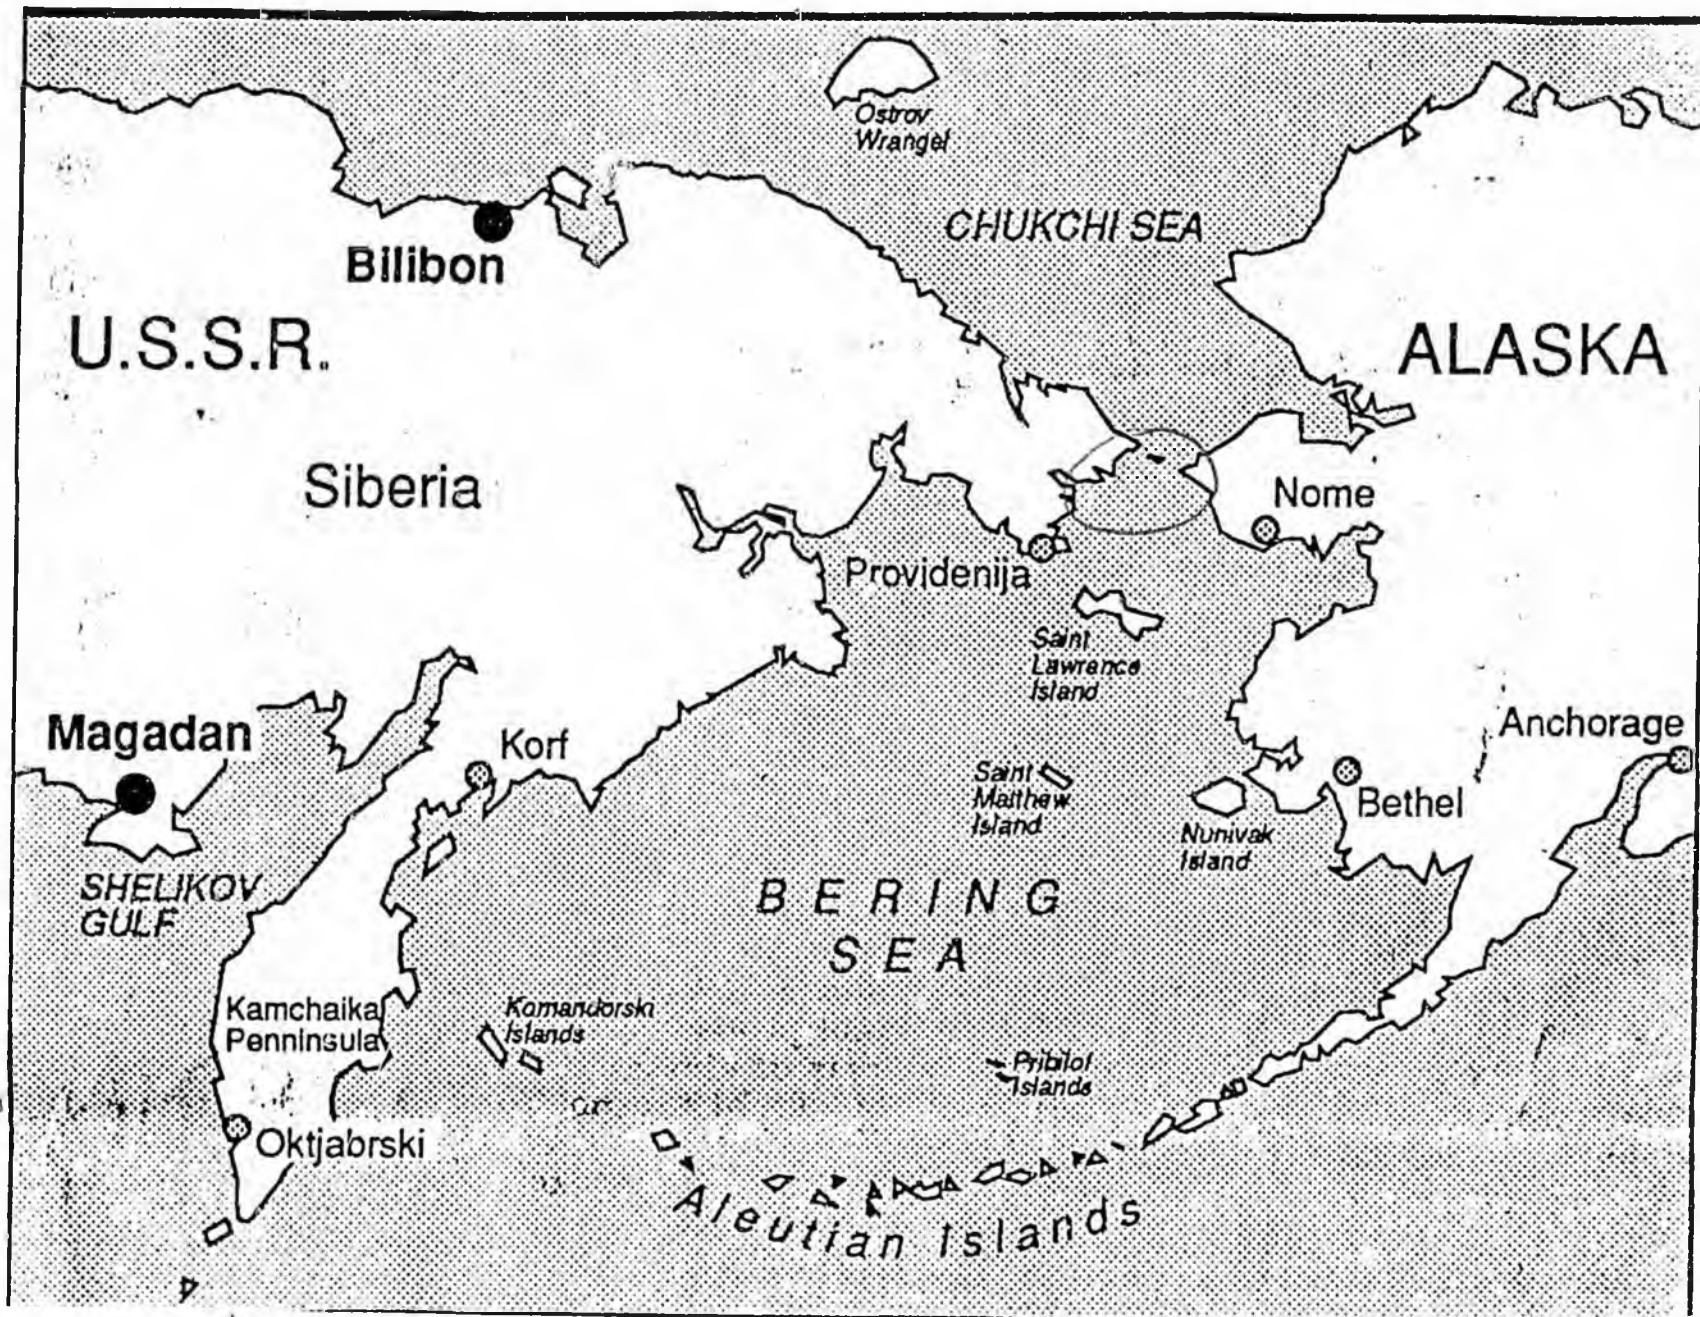 Ostrov
Wrangel
CHUKCHI SEA
Bilibon
U.S.S.R.
ALASKA
Siberia
Nome
Providenija
Saint
Lawrence
Island
Magadan
Korf
Anchorage
Saint
Matthew
Island
Bethel
Nunivak
Island
SHELIKOV
GULF
BERING
SEA
Kamchaika
Penninsula
Komandorski
Islands
Pribilof
Islands
Oktjabrski
Aleutian Islands